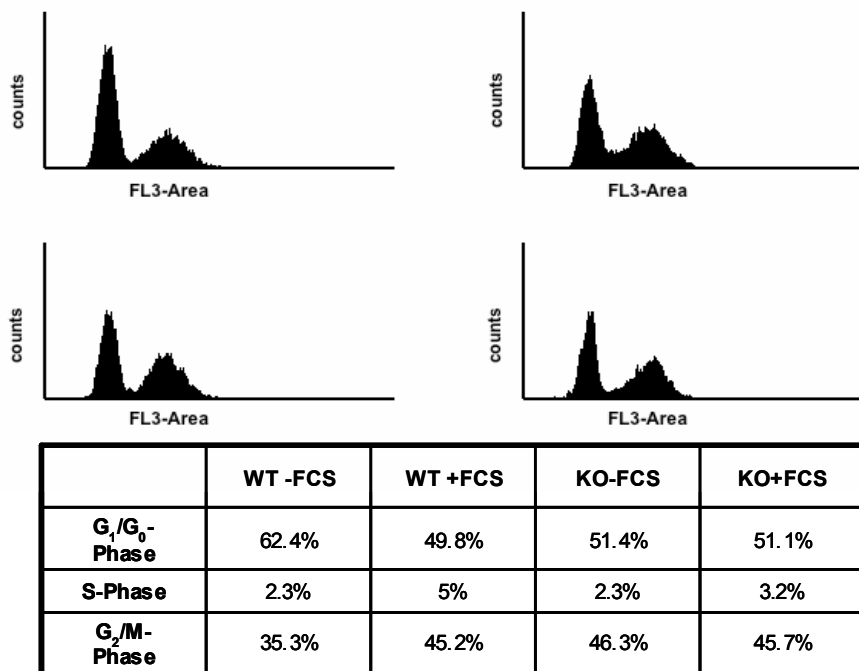 counts
FL3-Area
counts
FL3-Area
counts
FL3-Area
counts
FL3-Area
WT -FCS WT +FCS KO-FCS KO+FCS
G₁/G₀-
Phase
62.4% 49.8% 51.4% 51.1%
S-Phase 2.3% 5% 2.3% 3.2%
G₂/M-
Phase
35.3% 45.2% 46.3% 45.7%